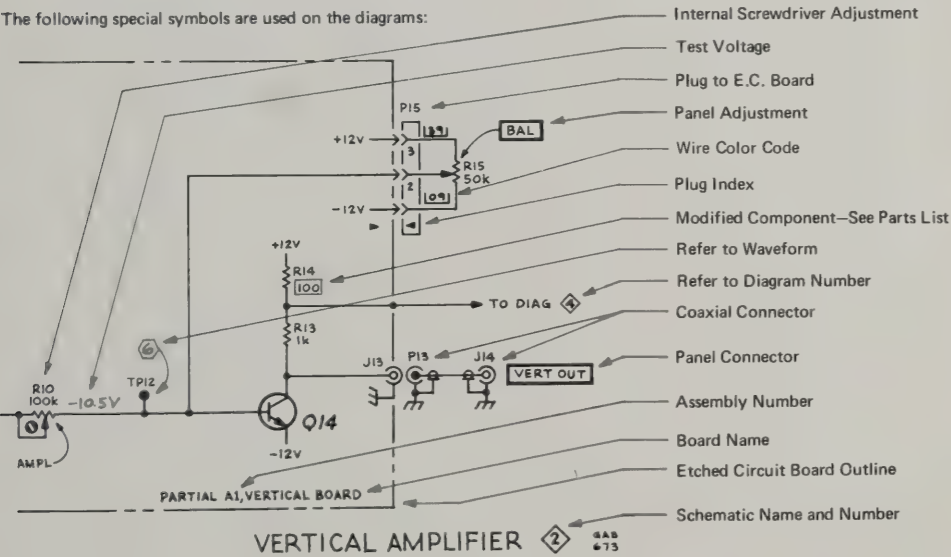 The following special symbols are used on the diagrams:
Internal Screwdriver Adjustment
Test Voltage
Plug to E.C. Board
Panel Adjustment
Wire Color Code
Plug Index
Modified Component—See Parts List
Refer to Waveform
Refer to Diagram Number
Coaxial Connector
Panel Connector
Assembly Number
Board Name
Etched Circuit Board Outline
Schematic Name and Number
P15
+12V
3
BAL
R15
50k
2
09
-12V
+12V
R14
100
TO DIAG 4
R13
1k
6
J13
P13
J14
VERT OUT
R10
100k
-10.5V
TP12
Q14
AMPL
-12V
PARTIAL A1, VERTICAL BOARD
VERTICAL AMPLIFIER 2
673